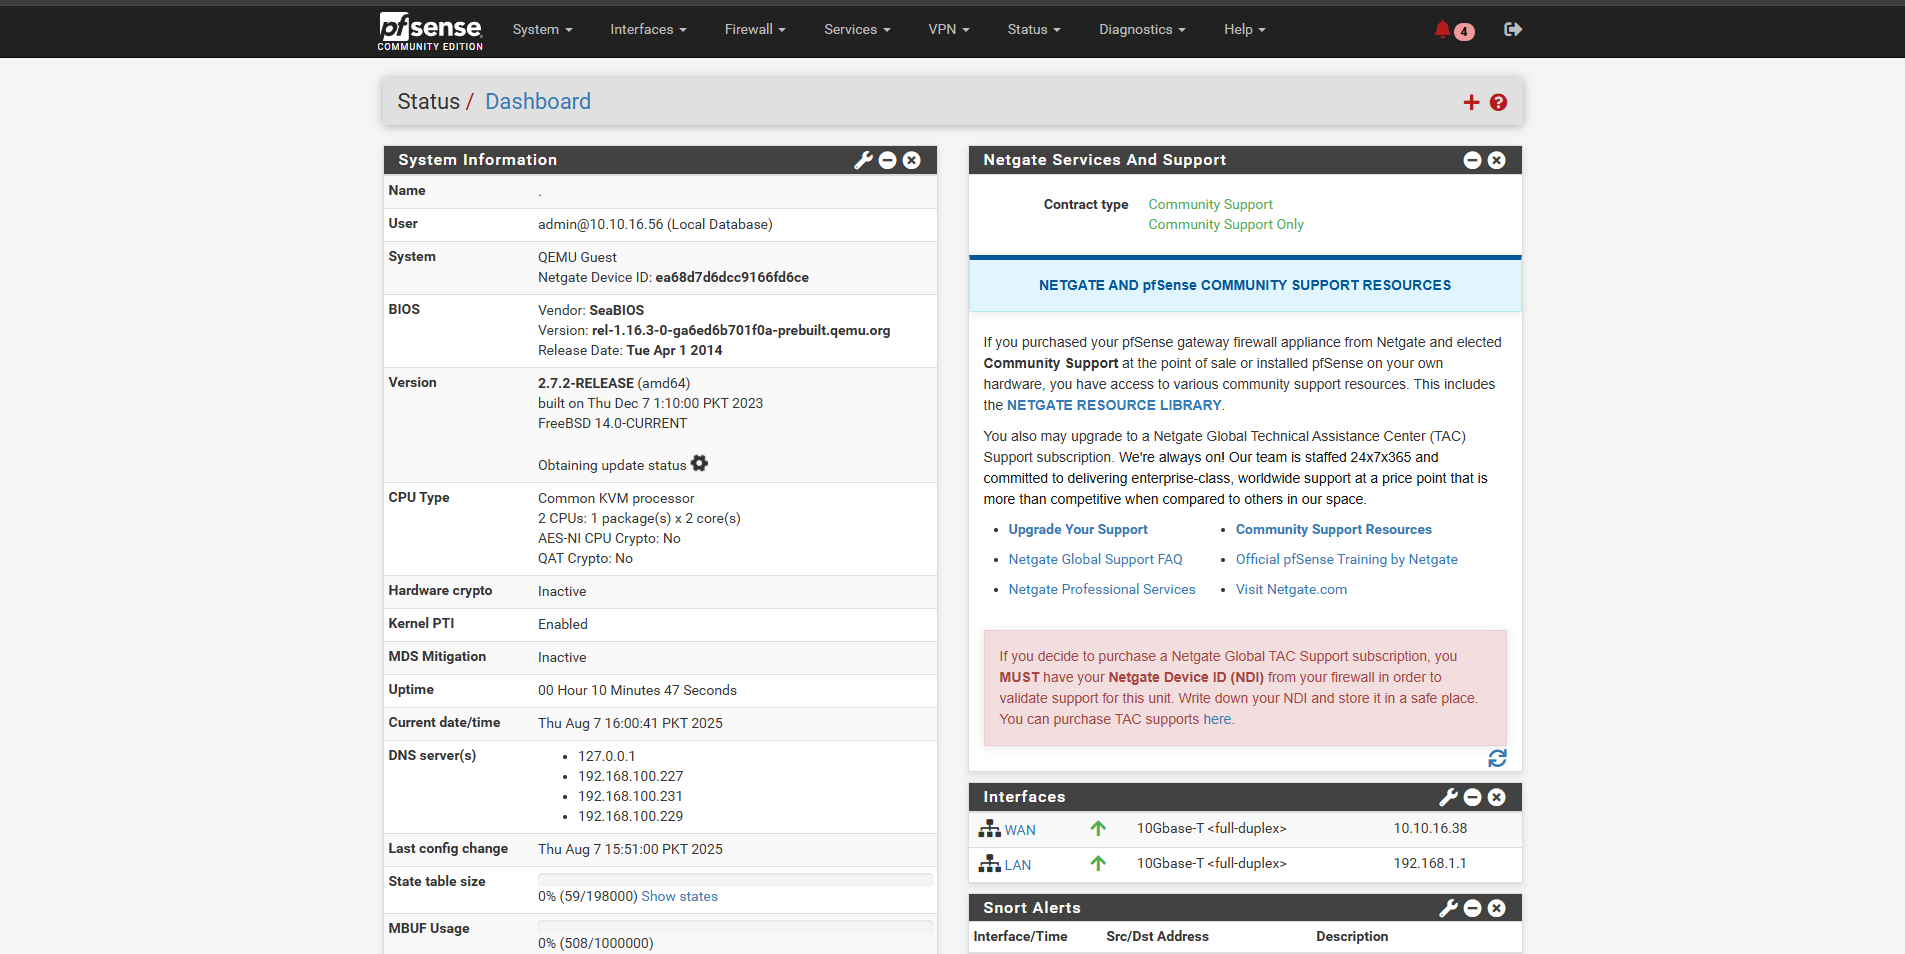 pfsense
COMMUNITY EDITION
System
Interfaces
Firewall
Services
VPN
Status
Diagnostics
Help
4
Status / Dashboard
System Information
Name .
User admin@10.10.16.56 (Local Database)
System QEMU Guest
Netgate Device ID: ea68d7d6dcc9166fd6ce
BIOS Vendor: SeaBIOS
Version: rel-1.16.3-0-ga6ed6b701f0a-prebuilt.qemu.org
Release Date: Tue Apr 1 2014
Version 2.7.2-RELEASE (amd64)
built on Thu Dec 7 1:10:00 PKT 2023
FreeBSD 14.0-CURRENT
Obtaining update status
CPU Type Common KVM processor
2 CPUs: 1 package(s) x 2 core(s)
AES-NI CPU Crypto: No
QAT Crypto: No
Hardware crypto Inactive
Kernel PTI Enabled
MDS Mitigation Inactive
Uptime 00 Hour 10 Minutes 47 Seconds
Current date/time Thu Aug 7 16:00:41 PKT 2025
DNS server(s) • 127.0.0.1
• 192.168.100.227
• 192.168.100.231
• 192.168.100.229
Last config change Thu Aug 7 15:51:00 PKT 2025
State table size
0% (59/198000) Show states
MBUF Usage
0% (508/1000000)
Netgate Services And Support
Contract type Community Support
Community Support Only
NETGATE AND pfSense COMMUNITY SUPPORT RESOURCES
If you purchased your pfSense gateway firewall appliance from Netgate and elected
Community Support at the point of sale or installed pfSense on your own
hardware, you have access to various community support resources. This includes
the NETGATE RESOURCE LIBRARY.
You also may upgrade to a Netgate Global Technical Assistance Center (TAC)
Support subscription. We're always on! Our team is staffed 24x7x365 and
committed to delivering enterprise-class, worldwide support at a price point that is
more than competitive when compared to others in our space.
• Upgrade Your Support
• Community Support Resources
• Netgate Global Support FAQ
• Official pfSense Training by Netgate
• Netgate Professional Services
• Visit Netgate.com
If you decide to purchase a Netgate Global TAC Support subscription, you
MUST have your Netgate Device ID (NDI) from your firewall in order to
validate support for this unit. Write down your NDI and store it in a safe place.
You can purchase TAC supports here.
Interfaces
WAN 10Gbase-T <full-duplex> 10.10.16.38
LAN 10Gbase-T <full-duplex> 192.168.1.1
Snort Alerts
Interface/Time Src/Dst Address Description